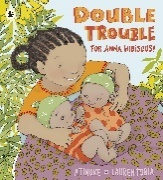 DOUBLE
TROUBLE
FOR ANNA HIBISCUS!
ATINUKE • LAUREN TOBIA